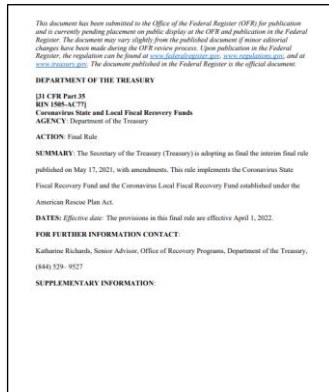 This document has been submitted to the Office of the Federal Register (OFR) for publication
and is currently pending placement on public display at the OFR and publication in the Federal
Register. The document may vary slightly from the published document if minor editorial
changes have been made during the OFR review process. Upon publication in the Federal
Register, the regulation can be found at www.federalregister.gov, www.regulations.gov, and at
www.treasury.gov. The document published in the Federal Register is the official document.
DEPARTMENT OF THE TREASURY
[31 CFR Part 35
RIN 1505-AC77]
Coronavirus State and Local Fiscal Recovery Funds
AGENCY: Department of the Treasury
ACTION: Final Rule
SUMMARY: The Secretary of the Treasury (Treasury) is adopting as final the interim final rule
published on May 17, 2021, with amendments. This rule implements the Coronavirus State
Fiscal Recovery Fund and the Coronavirus Local Fiscal Recovery Fund established under the
American Rescue Plan Act.
DATES: Effective date: The provisions in this final rule are effective April 1, 2022.
FOR FURTHER INFORMATION CONTACT:
Katharine Richards, Senior Advisor, Office of Recovery Programs, Department of the Treasury,
(844) 529– 9527
SUPPLEMENTARY INFORMATION: